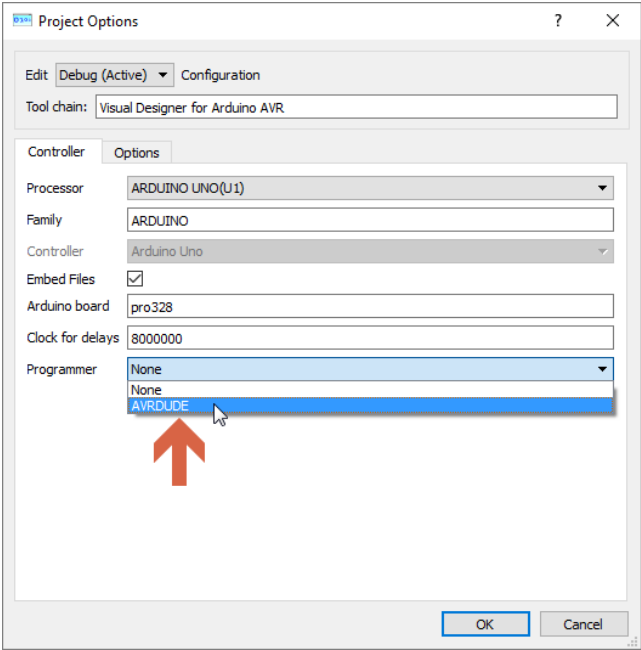 Project Options
Edit Debug (Active) Configuration
Tool chain: Visual Designer for Arduino AVR
Controller Options
Processor ARDUINO UNO(U1)
Family ARDUINO
Controller Arduino Uno
Embed Files
Arduino board pro328
Clock for delays 8000000
Programmer None
None
AVRDUDE
OK Cancel